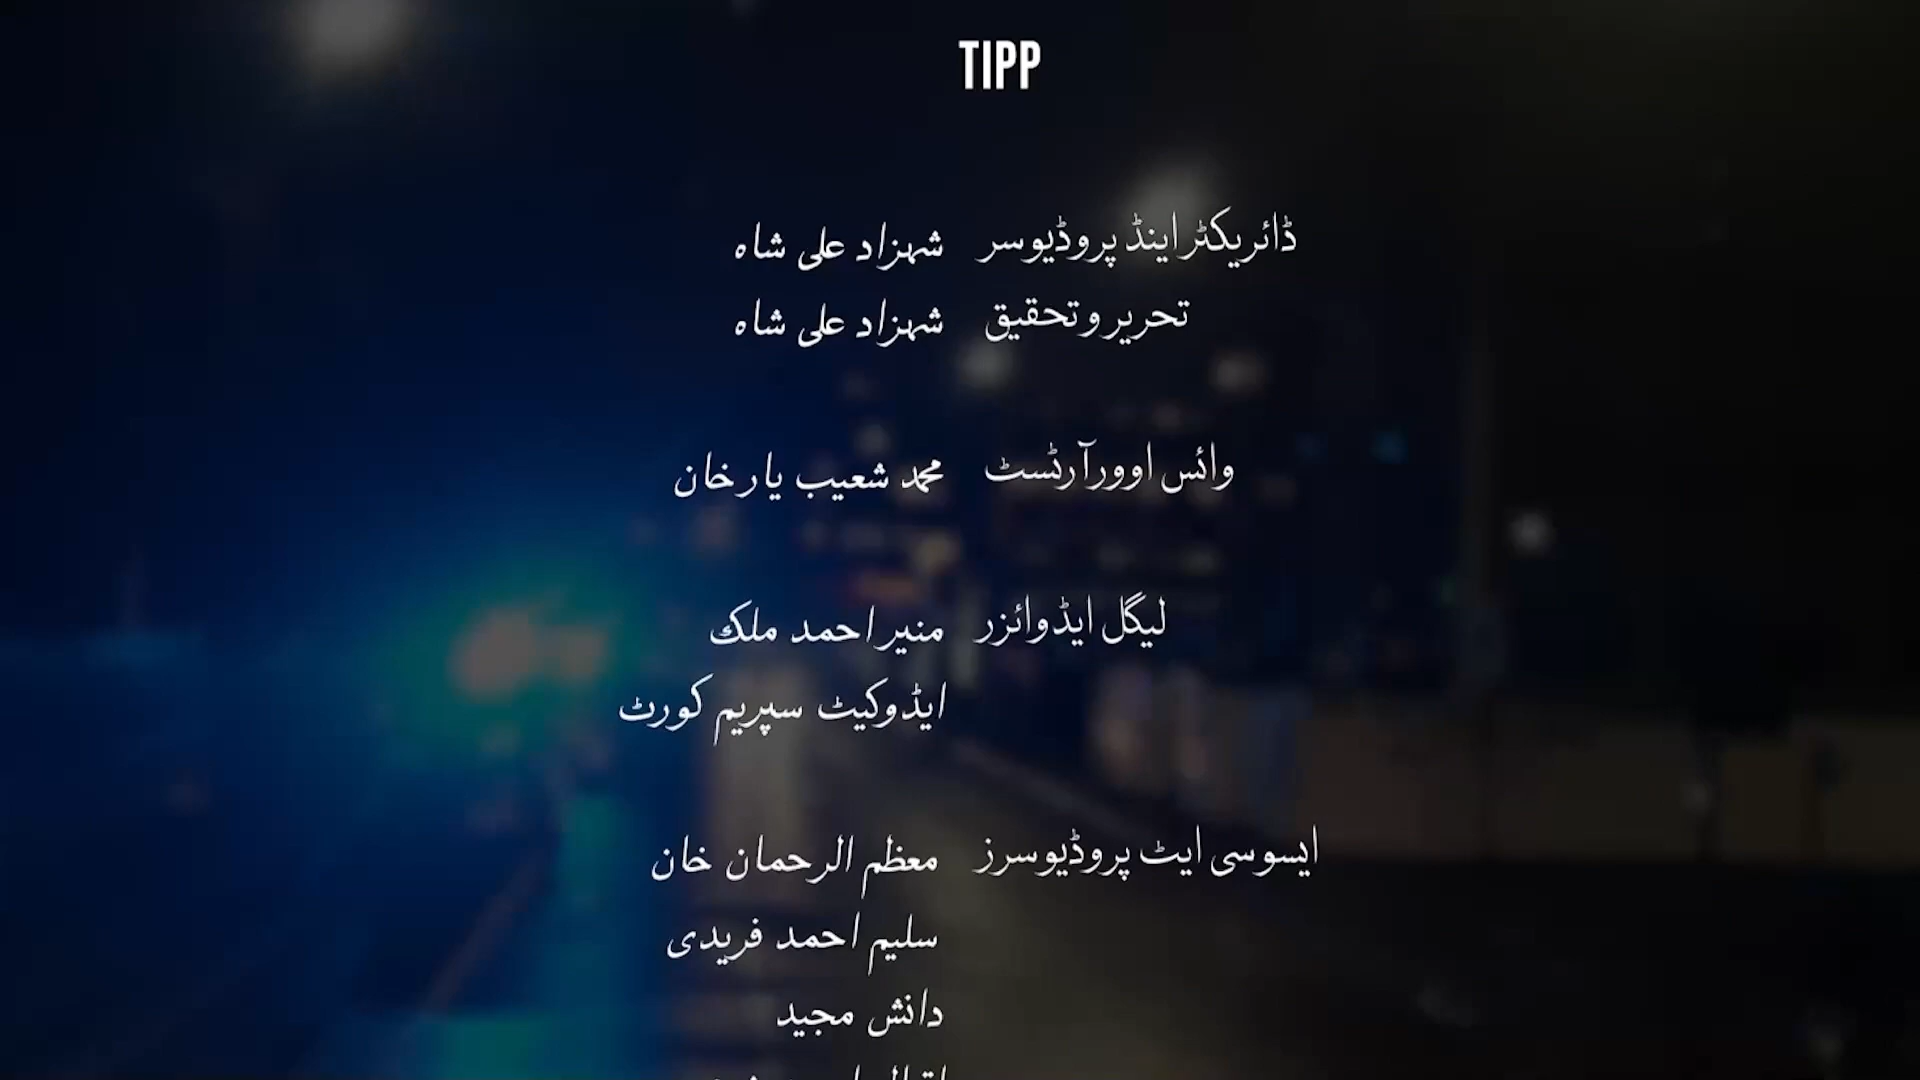 TIPP
ڈائریکٹر اینڈ پروڈیوسر شہزاد علی شاہ
تحریر و تحقیق شہزاد علی شاہ
وائس اوور آرٹسٹ محمد شعیب یار خان
لیگل ایڈوائزر منیر احمد ملک
ایڈوکیٹ سپریم کورٹ
ایسوسی ایٹ پروڈیوسرز معظم الرحمان خان
سلیم احمد فریدی
دانش مجید